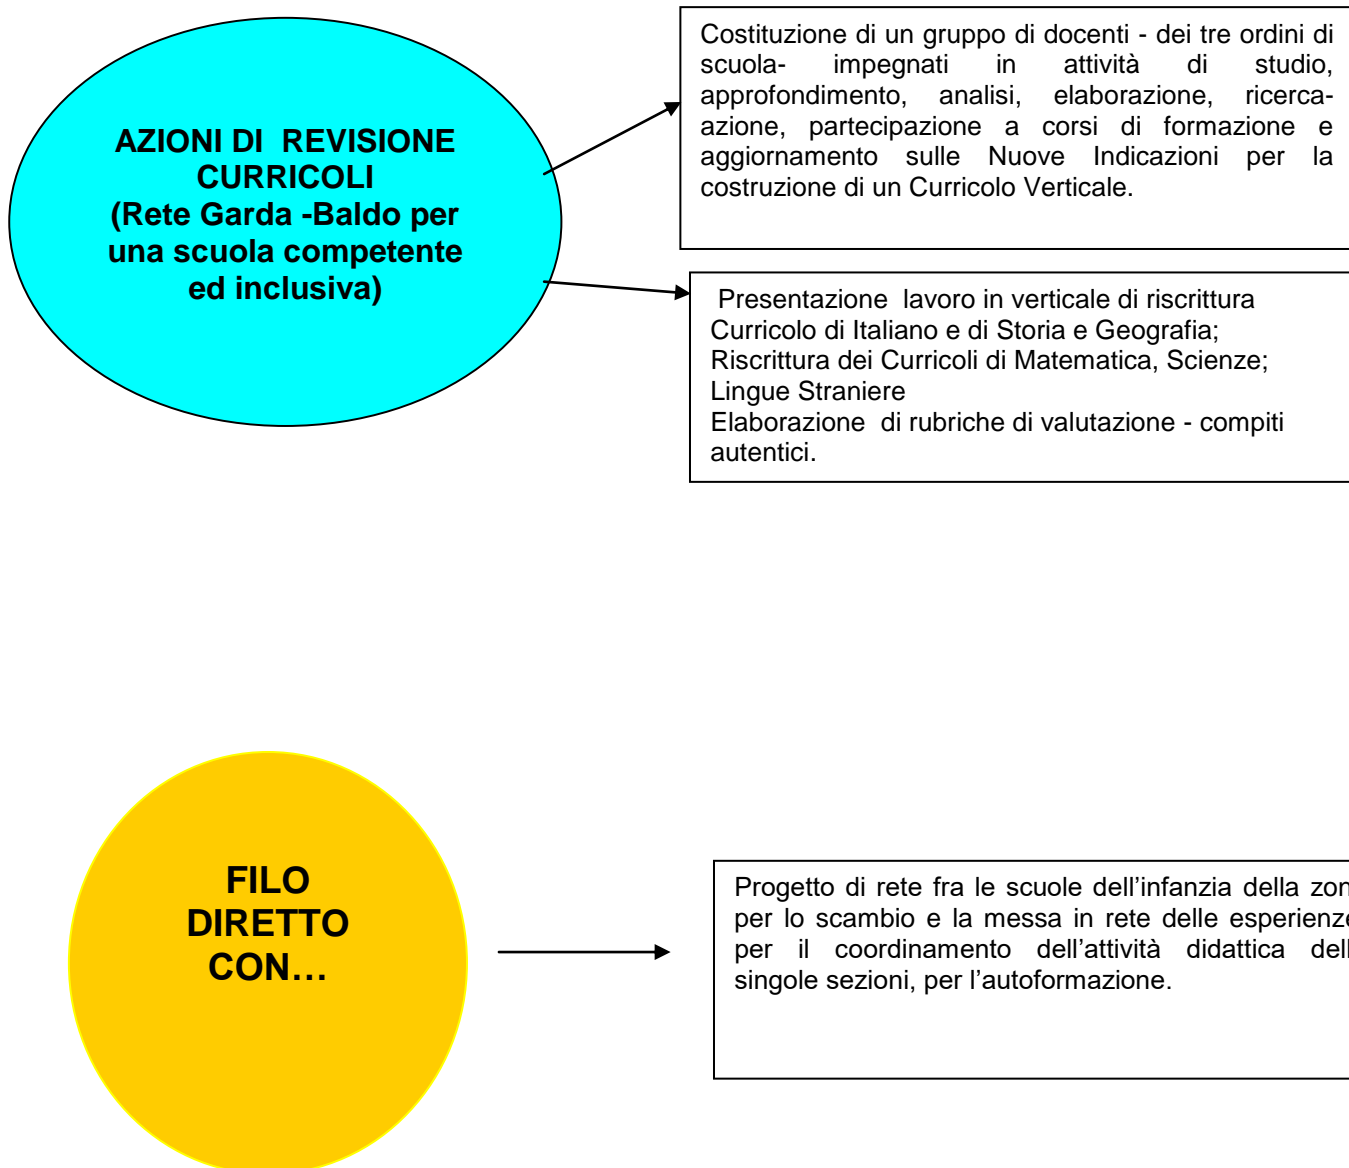 AZIONI DI REVISIONE
CURRICOLI
(Rete Garda -Baldo per
una scuola competente
ed inclusiva)
Costituzione di un gruppo di docenti - dei tre ordini di
scuola- impegnati in attività di studio,
approfondimento, analisi, elaborazione, ricerca-
azione, partecipazione a corsi di formazione e
aggiornamento sulle Nuove Indicazioni per la
costruzione di un Curricolo Verticale.
Presentazione lavoro in verticale di riscrittura
Curricolo di Italiano e di Storia e Geografia;
Riscrittura dei Curricoli di Matematica, Scienze;
Lingue Straniere
Elaborazione di rubriche di valutazione - compiti
autentici.
FILO
DIRETTO
CON…
Progetto di rete fra le scuole dell’infanzia della zon
per lo scambio e la messa in rete delle esperienze
per il coordinamento dell’attività didattica dell
singole sezioni, per l’autoformazione.